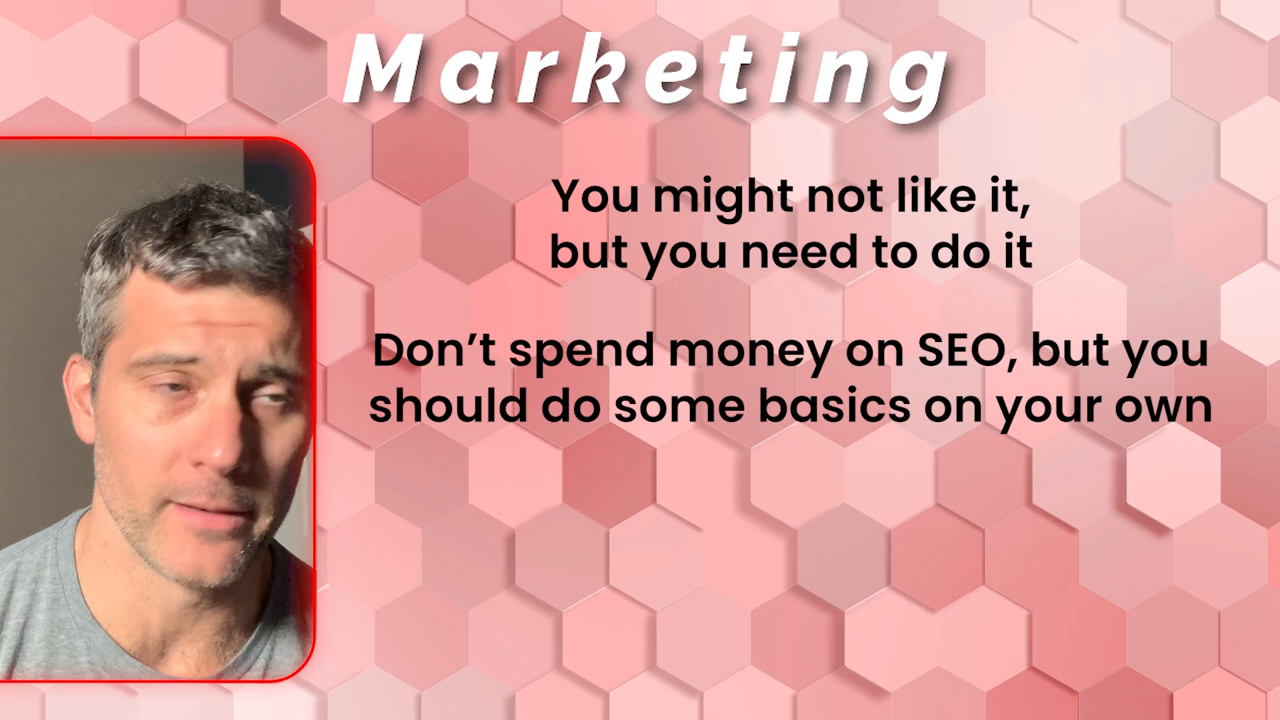 Marketing
You might not like it,
but you need to do it
Don’t spend money on SEO, but you
should do some basics on your own